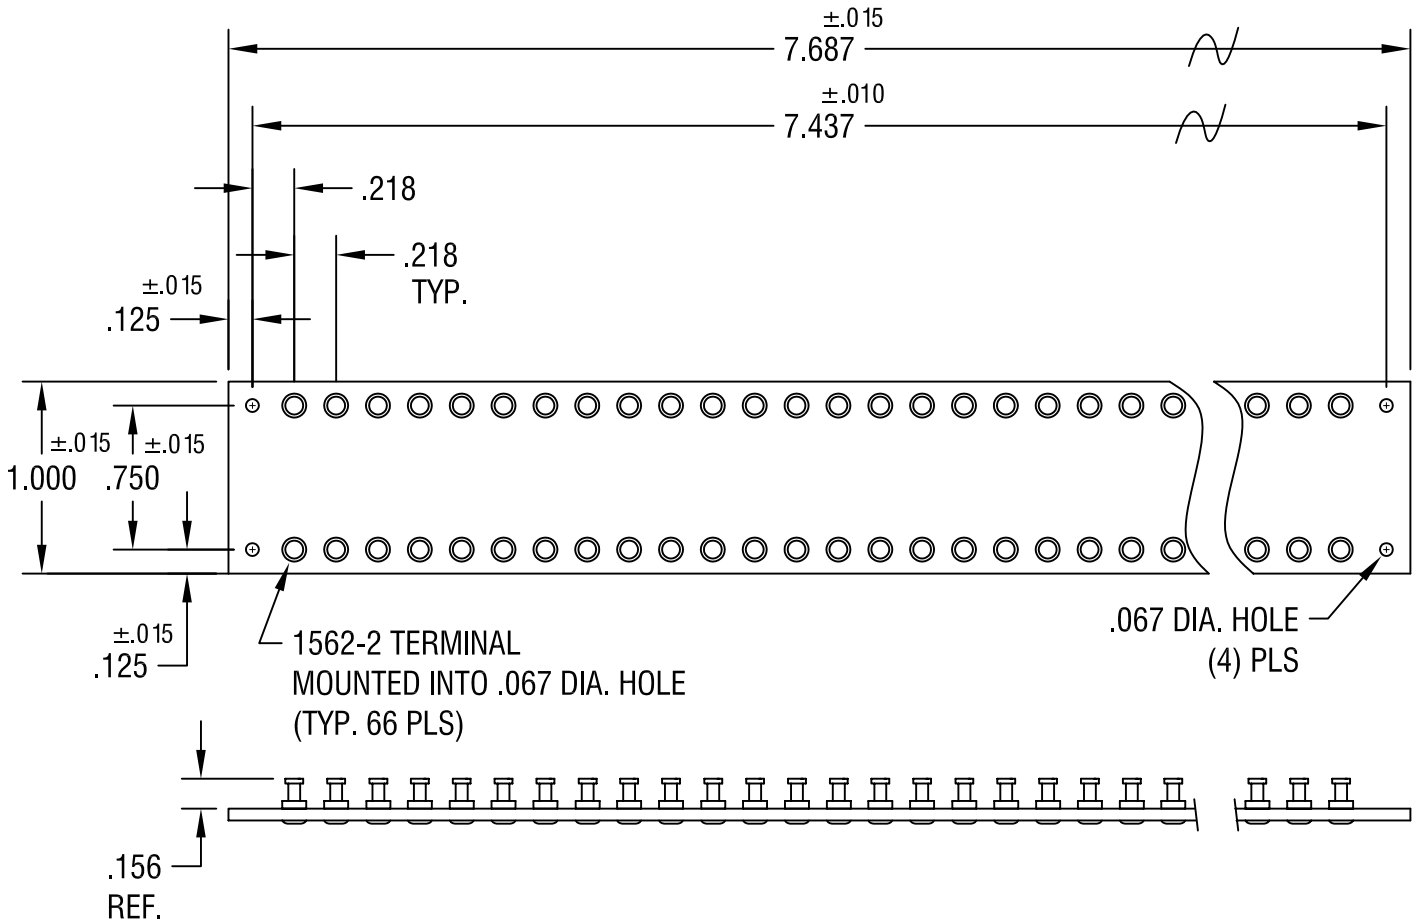 ±.015
7.687
±.010
7.437
.218
.218
TYP.
±.015
.125
±.015
1.000
±.015
.750
±.015
.125
1562-2 TERMINAL
MOUNTED INTO .067 DIA. HOLE
(TYP. 66 PLS)
.067 DIA. HOLE
(4) PLS
.156
REF.